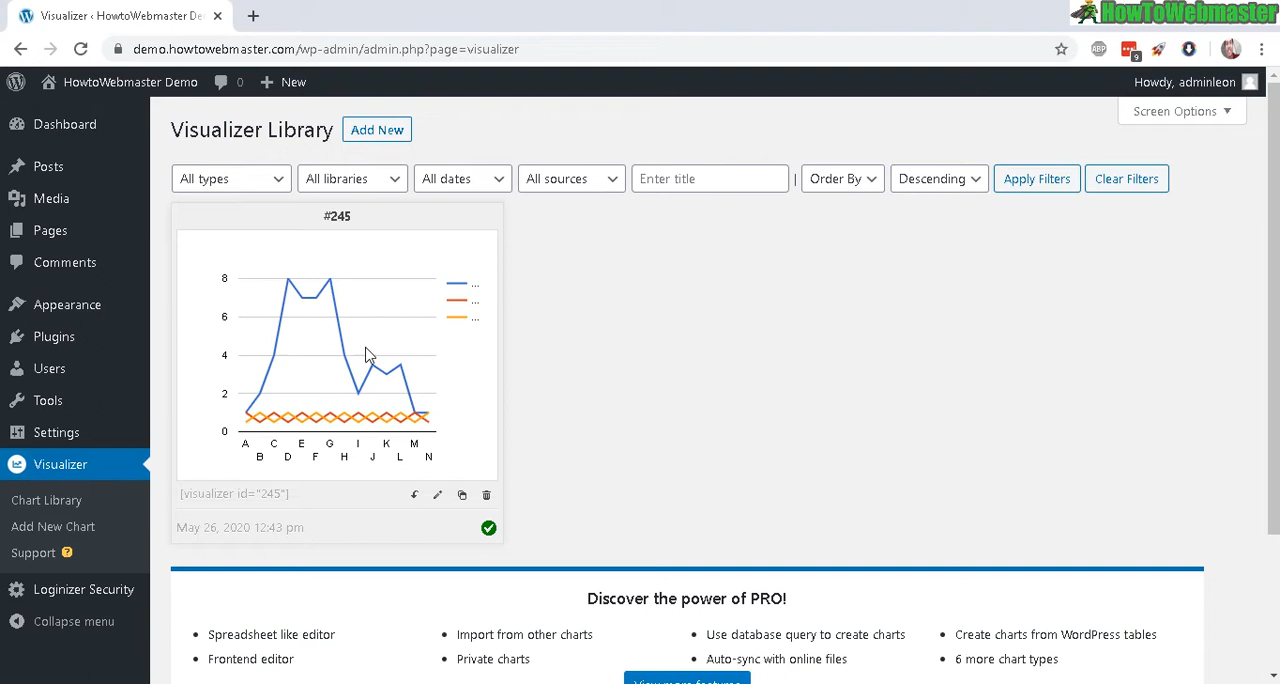 Visualizer ‹ HowtoWebmaster De
HowToWebmaster
demo.howtowebmaster.com/wp-admin/admin.php?page=visualizer
ABP
9
HowtoWebmaster Demo
0
New
Howdy, adminleon
Screen Options
Dashboard
Posts
Media
Pages
Comments
Appearance
Plugins
Users
Tools
Settings
Visualizer
Chart Library
Add New Chart
Support ?
Loginizer Security
Collapse menu
Visualizer Library
Add New
All types
All libraries
All dates
All sources
Enter title
|
Order By
Descending
Apply Filters
Clear Filters
#245
8
6
4
2
0
...
...
...
A C E G I K M
B D F H J L N
[visualizer id="245"]
May 26, 2020 12:43 pm
Discover the power of PRO!
• Spreadsheet like editor
• Frontend editor
• Import from other charts
• Private charts
• Use database query to create charts
• Auto-sync with online files
• Create charts from WordPress tables
• 6 more chart types
View more features